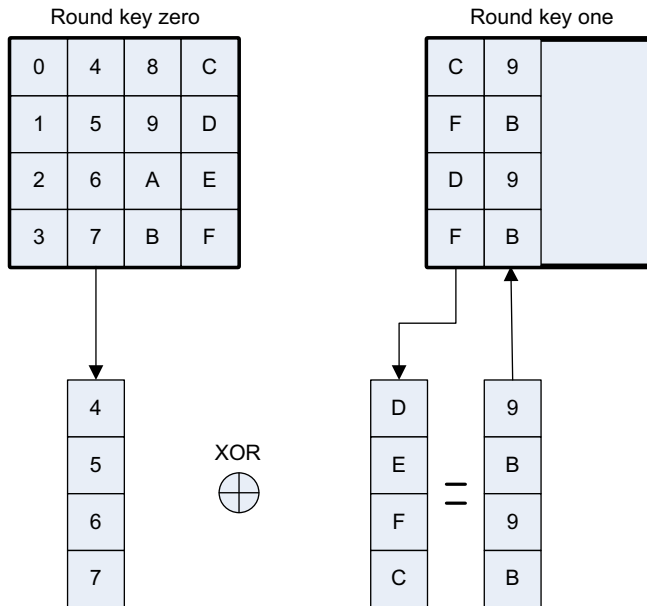 Round key zero
Round key one
0 4 8 C
1 5 9 D
2 6 A E
3 7 B F
C 9
F B
D 9
F B
4
5
6
7
XOR
D
E
F
C
=
9
B
9
B